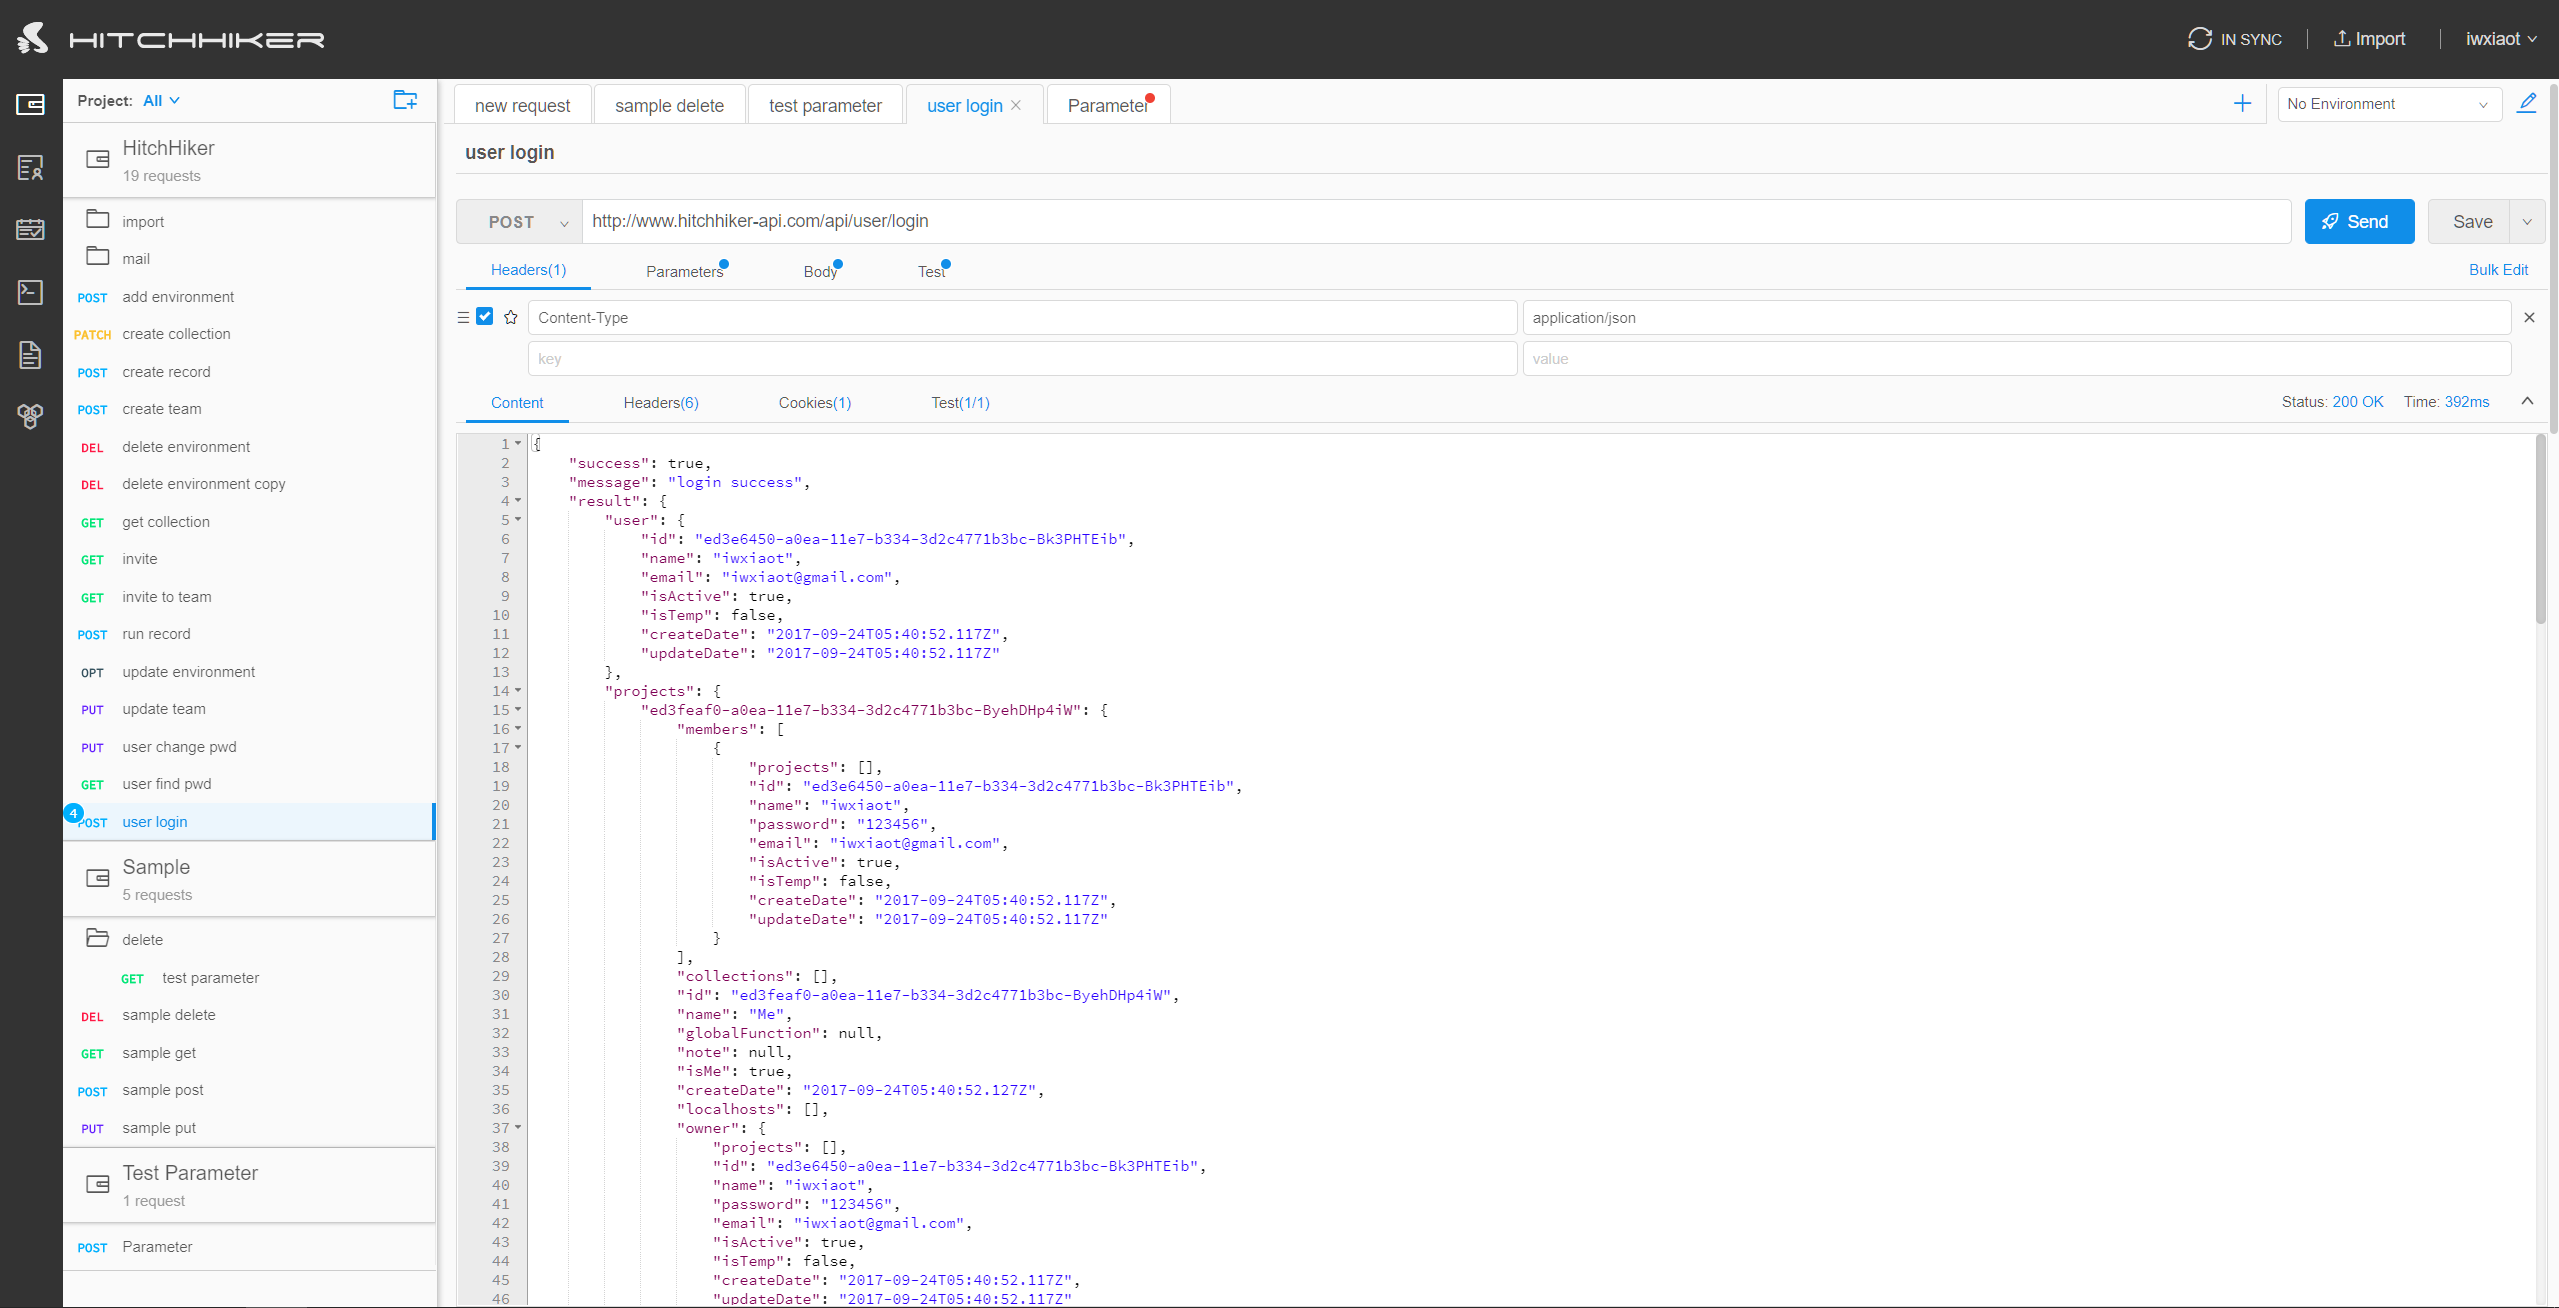 HITCHHIKER
IN SYNC
Import
iwxiaot
Project: All
HitchHiker
19 requests
import
mail
POST add environment
PATCH create collection
POST create record
POST create team
DEL delete environment
DEL delete environment copy
GET get collection
GET invite
GET invite to team
POST run record
OPT update environment
PUT update team
PUT user change pwd
GET user find pwd
4
POST user login
Sample
5 requests
delete
GET test parameter
DEL sample delete
GET sample get
POST sample post
PUT sample put
Test Parameter
1 request
POST Parameter
new request
sample delete
test parameter
user login
Parameter
No Environment
user login
POST
http://www.hitchhiker-api.com/api/user/login
Send
Save
Headers(1)
Parameters
Body
Test
Bulk Edit
Content-Type
application/json
key
value
Content
Headers(6)
Cookies(1)
Test(1/1)
Status: 200 OK
Time: 392ms
1 {
2 "success": true,
3 "message": "login success",
4 "result": {
5 "user": {
6 "id": "ed3e6450-a0ea-11e7-b334-3d2c4771b3bc-Bk3PHTEib",
7 "name": "iwxiaot",
8 "email": "iwxiaot@gmail.com",
9 "isActive": true,
10 "isTemp": false,
11 "createDate": "2017-09-24T05:40:52.117Z",
12 "updateDate": "2017-09-24T05:40:52.117Z"
13 },
14 "projects": {
15 "ed3feaf0-a0ea-11e7-b334-3d2c4771b3bc-ByehDHp4iW": {
16 "members": [
17 {
18 "projects": [],
19 "id": "ed3e6450-a0ea-11e7-b334-3d2c4771b3bc-Bk3PHTEib",
20 "name": "iwxiaot",
21 "password": "123456",
22 "email": "iwxiaot@gmail.com",
23 "isActive": true,
24 "isTemp": false,
25 "createDate": "2017-09-24T05:40:52.117Z",
26 "updateDate": "2017-09-24T05:40:52.117Z"
27 }
28 ],
29 "collections": [],
30 "id": "ed3feaf0-a0ea-11e7-b334-3d2c4771b3bc-ByehDHp4iW",
31 "name": "Me",
32 "globalFunction": null,
33 "note": null,
34 "isMe": true,
35 "createDate": "2017-09-24T05:40:52.127Z",
36 "localhosts": [],
37 "owner": {
38 "projects": [],
39 "id": "ed3e6450-a0ea-11e7-b334-3d2c4771b3bc-Bk3PHTEib",
40 "name": "iwxiaot",
41 "password": "123456",
42 "email": "iwxiaot@gmail.com",
43 "isActive": true,
44 "isTemp": false,
45 "createDate": "2017-09-24T05:40:52.117Z",
46 "updateDate": "2017-09-24T05:40:52.117Z"